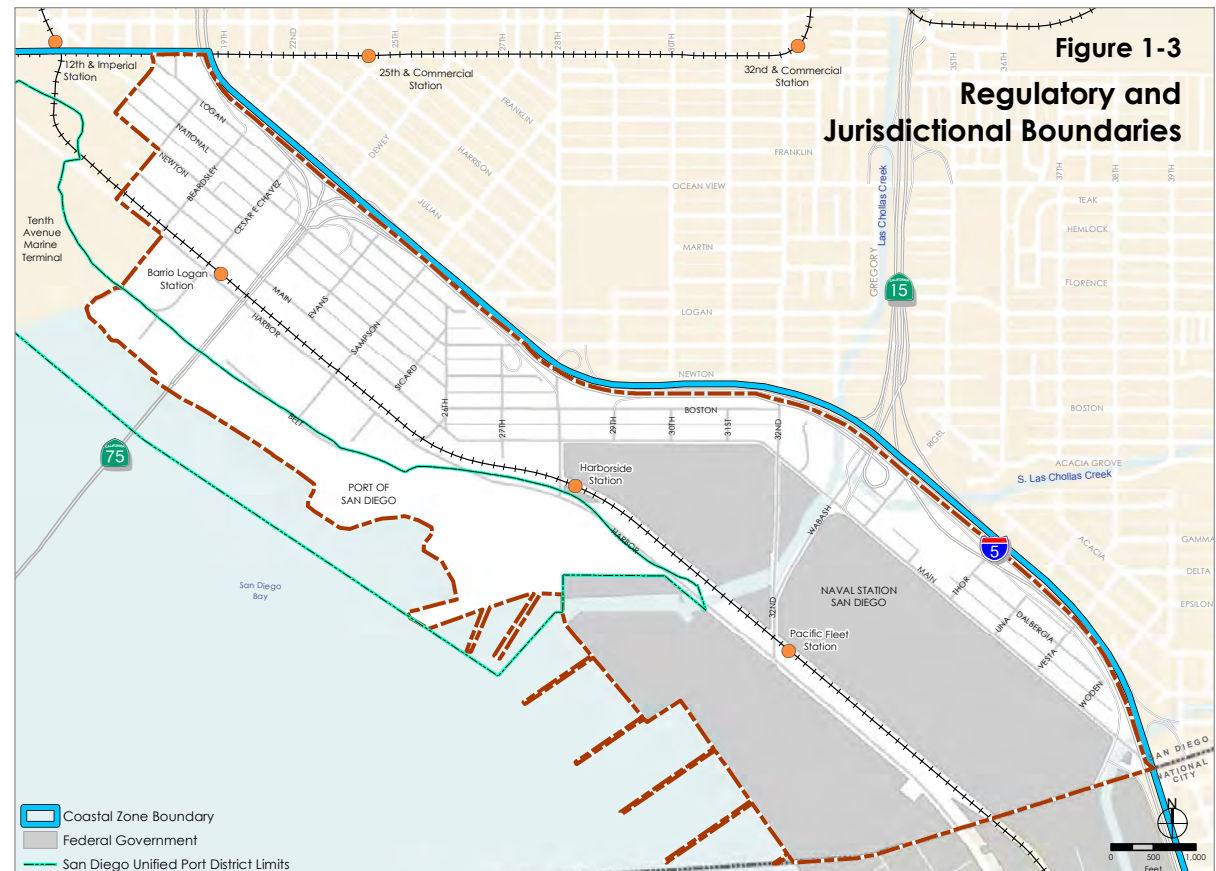 Figure 1-3
Regulatory and
Jurisdictional Boundaries
19TH
22ND
25TH
27TH
28TH
30TH
35TH
36TH
12th & Imperial
Station
25th & Commercial
Station
32nd & Commercial
Station
LOGAN
NATIONAL
NEWTON
BEARDSLEY
CESAR E CHAVEZ
DEWEY
FRANKLIN
HARRISON
JULIAN
FRANKLIN
OCEAN VIEW
MARTIN
LOGAN
NEWTON
GREGORY
Las Chollas Creek
37TH
38TH
39TH
TEAK
HEMLOCK
FLORENCE
CALIFORNIA
15
Tenth
Avenue
Marine
Terminal
Barrio Logan
Station
MAIN
HARBOR
EVANS
SAMPSON
SICARD
BELT
26TH
27TH
BOSTON
29TH
30TH
31ST
32ND
BOSTON
RIGEL
ACACIA GROVE
S. Las Chollas Creek
CALIFORNIA
75
PORT OF
SAN DIEGO
Harborside
Station
HARBOR
WABASH
5
ACACIA
GAMMA
DELTA
EPSILON
San Diego
Bay
NAVAL STATION
SAN DIEGO
MAIN
THOR
UNA
DALBERGIA
VESTA
WODEN
32ND
Pacific Fleet
Station
SAN DIEGO
NATIONAL
CITY
Coastal Zone Boundary
Federal Government
San Diego Unified Port District Limits
N
0 500 1,000
Feet